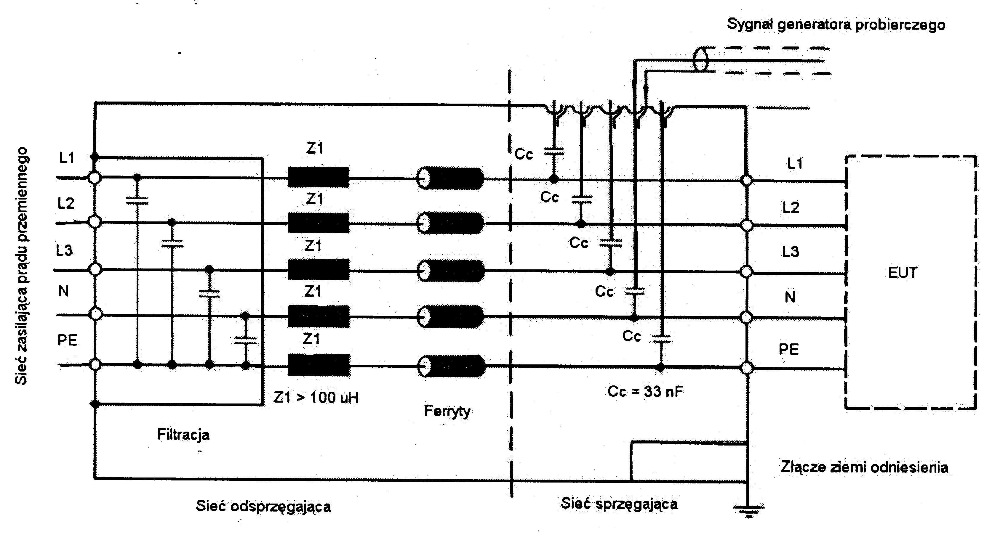 Sygnał generatora probierczego
Sieć zasilająca prądu przemiennego
L1
L2
L3
N
PE
Z1
Z1
Z1
Z1
Z1
Z1 > 100 uH
Ferryty
Filtracja
Cc
Cc
Cc
Cc
Cc
Cc = 33 nF
L1
L2
L3
N
PE
EUT
Złącze ziemi odniesienia
Sieć odsprzęgająca
Sieć sprzęgająca